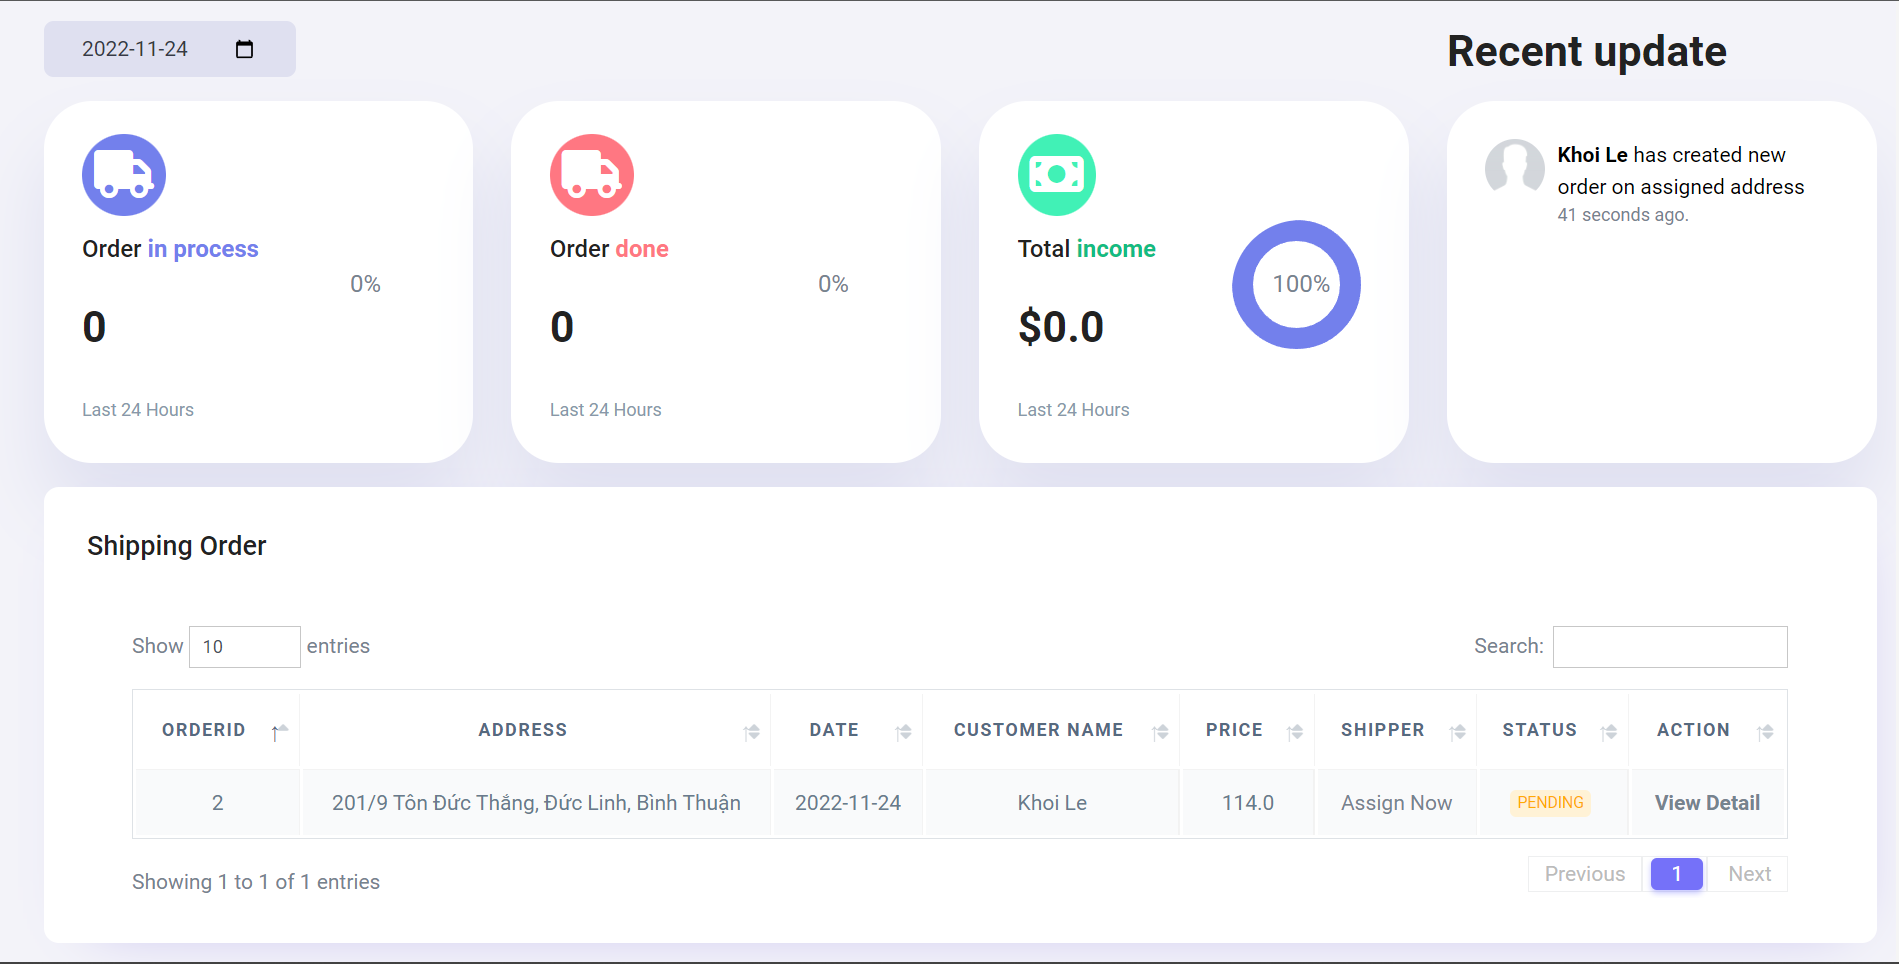 2022-11-24
Recent update
Order in process
0%
0
Last 24 Hours
Order done
0%
0
Last 24 Hours
Total income
100%
$0.0
Last 24 Hours
Khoi Le has created new
order on assigned address
41 seconds ago.
Shipping Order
Show 10 entries
Search:
ORDERID ADDRESS DATE CUSTOMER NAME PRICE SHIPPER STATUS ACTION
2 201/9 Tôn Đức Thắng, Đức Linh, Bình Thuận 2022-11-24 Khoi Le 114.0 Assign Now PENDING View Detail
Showing 1 to 1 of 1 entries
Previous 1 Next